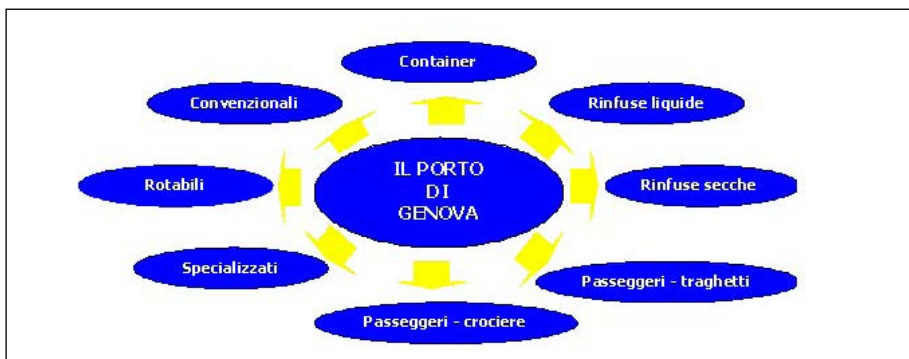 Container
Convenzionali
Rinfuse liquide
Rotabili
IL PORTO
DI
GENOVA
Rinfuse secche
Specializzati
Passeggeri - traghetti
Passeggeri - crociere